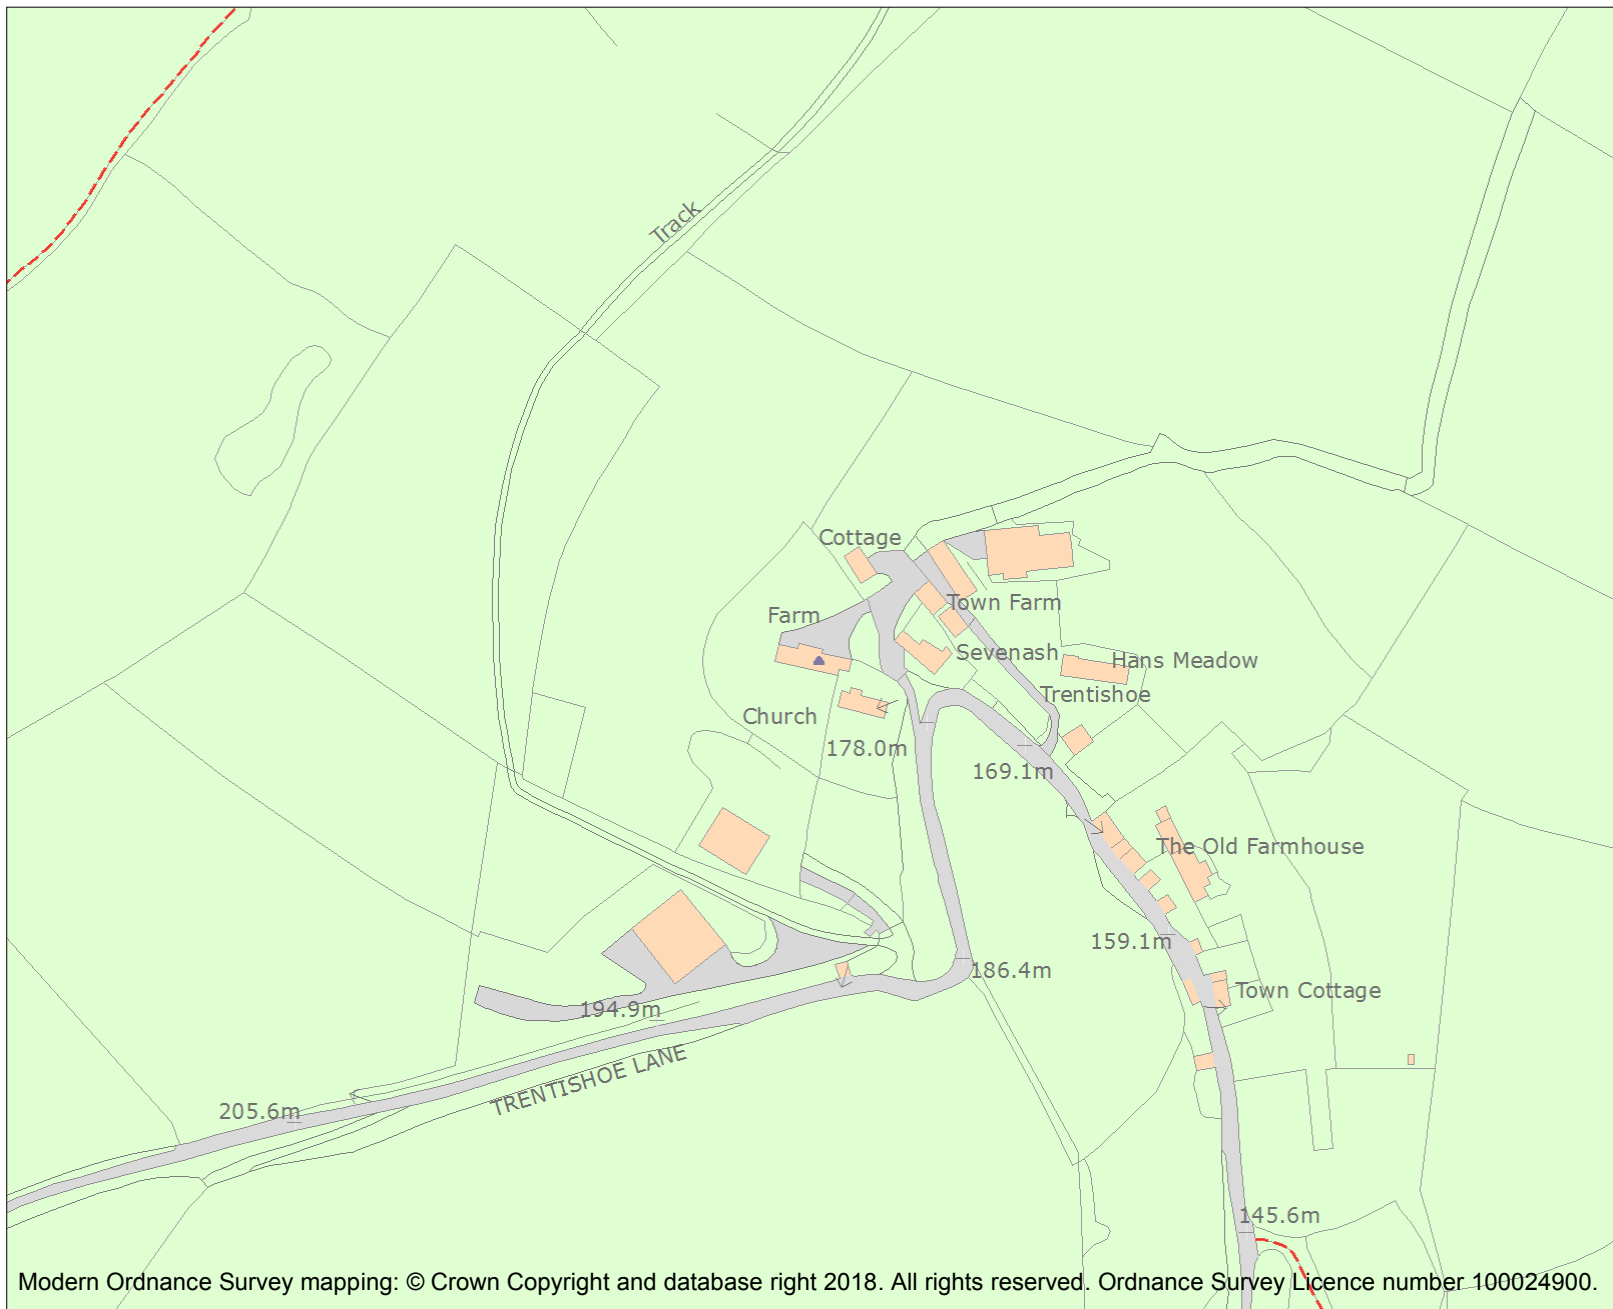 Track
Cottage
Town Farm
Farm
Sevenash
Hans Meadow
Trentishoe
Church
178.0m
169.1m
The Old Farmhouse
159.1m
186.4m
Town Cottage
194.9m
TRENTISHOE LANE
205.6m
145.6m
Modern Ordnance Survey mapping: © Crown Copyright and database right 2018. All rights reserved. Ordnance Survey Licence number 100024900.